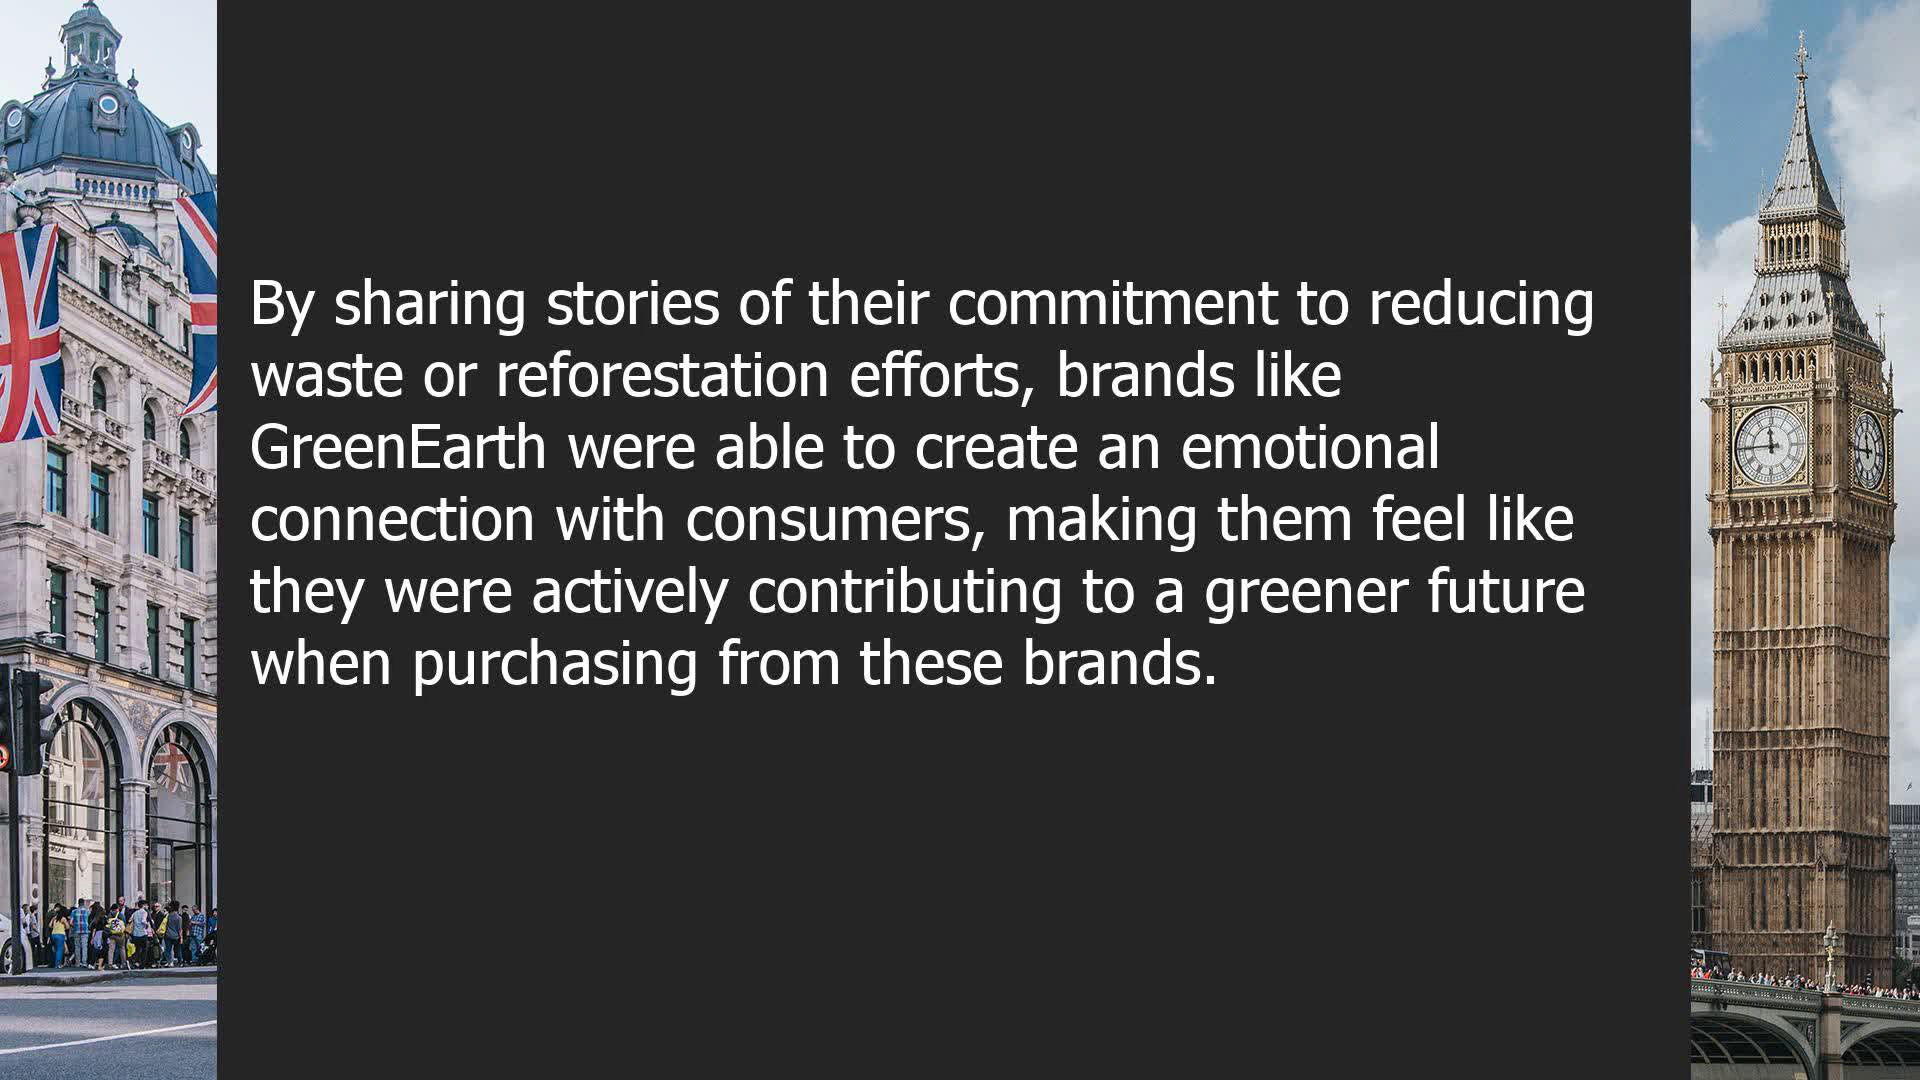 By sharing stories of their commitment to reducing
waste or reforestation efforts, brands like
GreenEarth were able to create an emotional
connection with consumers, making them feel like
they were actively contributing to a greener future
when purchasing from these brands.